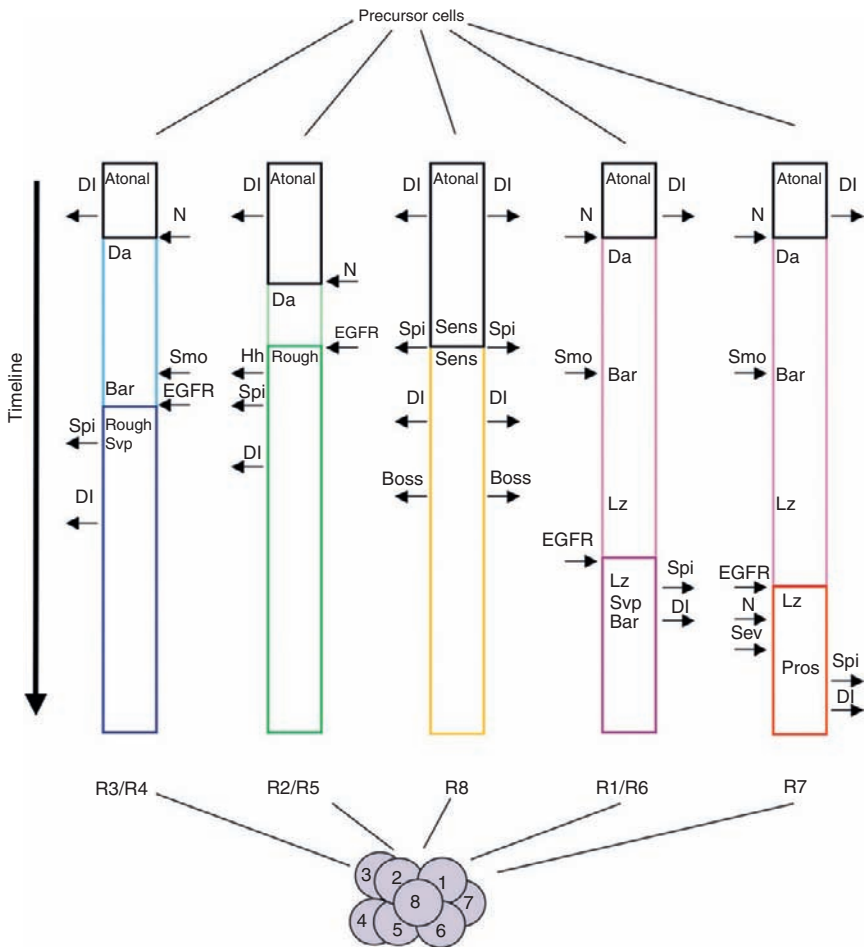 Precursor cells
Timeline
Dl
Atonal
N
Da
Smo
Bar
EGFR
Spi
Rough
Svp
Dl
Dl
Atonal
N
Da
EGFR
Hh
Rough
Spi
Dl
Dl
Atonal
Dl
Spi
Sens
Spi
Sens
Dl
Dl
Boss
Boss
Atonal
Dl
N
Da
Smo
Bar
Lz
EGFR
Lz
Spi
Svp
Dl
Bar
Atonal
Dl
N
Da
Smo
Bar
Lz
EGFR
Lz
N
Sev
Pros
Spi
Dl
R3/R4
R2/R5
R8
R1/R6
R7
3
2
1
8
7
4
5
6